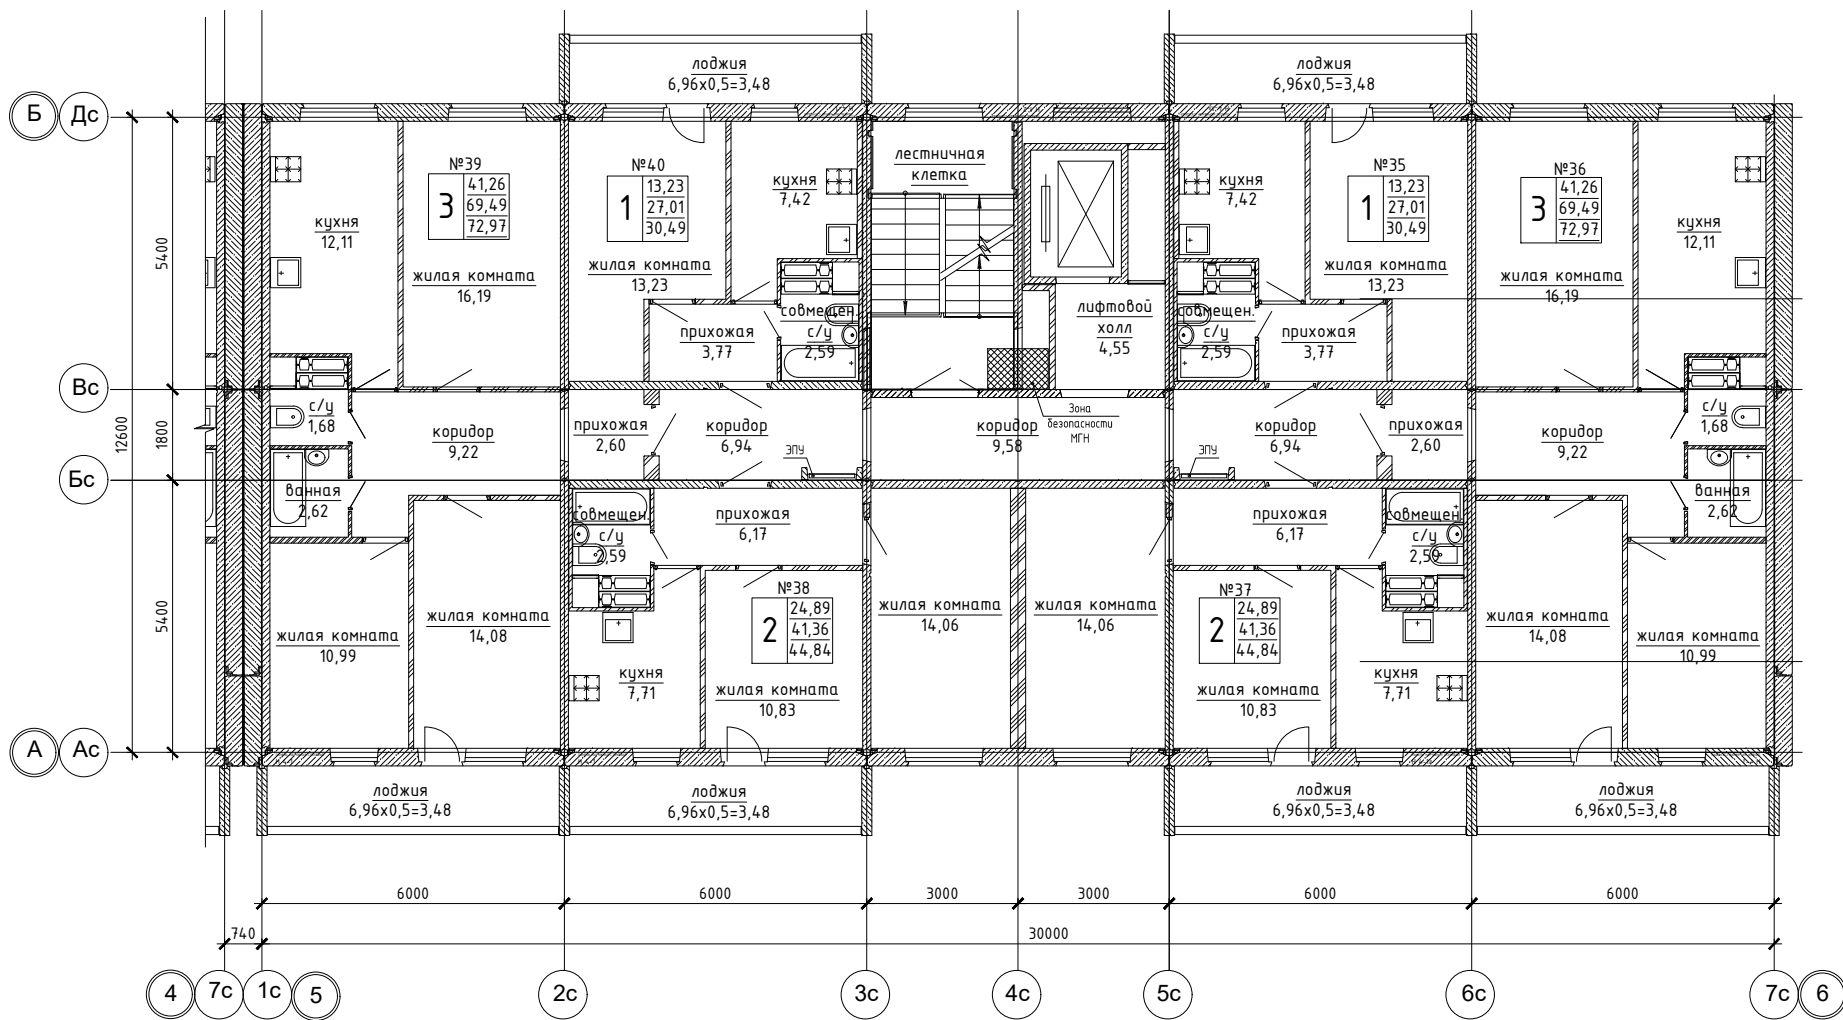 лоджия
6,96х0,5=3,48
лоджия
6,96х0,5=3,48
Б
Дс
№39
3
41,26
69,49
72,97
№40
1
13,23
27,01
30,49
кухня
7,42
лестничная
клетка
кухня
7,42
№35
1
13,23
27,01
30,49
№36
3
41,26
69,49
72,97
кухня
12,11
кухня
12,11
5400
жилая комната
16,19
жилая комната
13,23
жилая комната
13,23
жилая комната
16,19
совмещен.
с/у
2,59
прихожая
3,77
лифтовой
холл
4,55
совмещен.
с/у
2,59
прихожая
3,77
Вс
12600
1800
с/у
1,68
коридор
9,22
прихожая
2,60
коридор
6,94
коридор
9,58
Зона
безопасности
МГН
коридор
6,94
прихожая
2,60
коридор
9,22
с/у
1,68
ЭПУ
ЭПУ
Бс
ванная
2,62
совмещен.
с/у
2,59
прихожая
6,17
прихожая
6,17
совмещен.
с/у
2,59
ванная
2,62
5400
№38
2
24,89
41,36
44,84
№37
2
24,89
41,36
44,84
жилая комната
10,99
жилая комната
14,08
жилая комната
14,06
жилая комната
14,06
жилая комната
14,08
жилая комната
10,99
кухня
7,71
жилая комната
10,83
жилая комната
10,83
кухня
7,71
А
Ас
лоджия
6,96х0,5=3,48
лоджия
6,96х0,5=3,48
лоджия
6,96х0,5=3,48
лоджия
6,96х0,5=3,48
6000
6000
3000
3000
6000
6000
740
30000
4
7с
1с
5
2с
3с
4с
5с
6с
7с
6